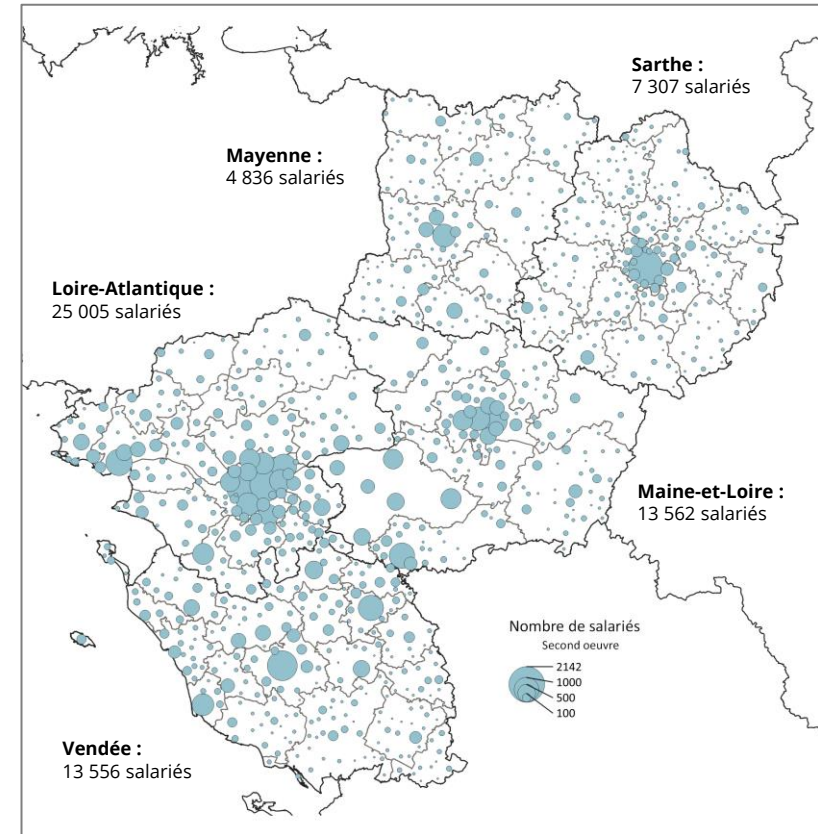 Sarthe :
7 307 salariés
Mayenne :
4 836 salariés
Loire-Atlantique :
25 005 salariés
Maine-et-Loire :
13 562 salariés
Nombre de salariés
Second oeuvre
2142
1000
500
100
Vendée :
13 556 salariés